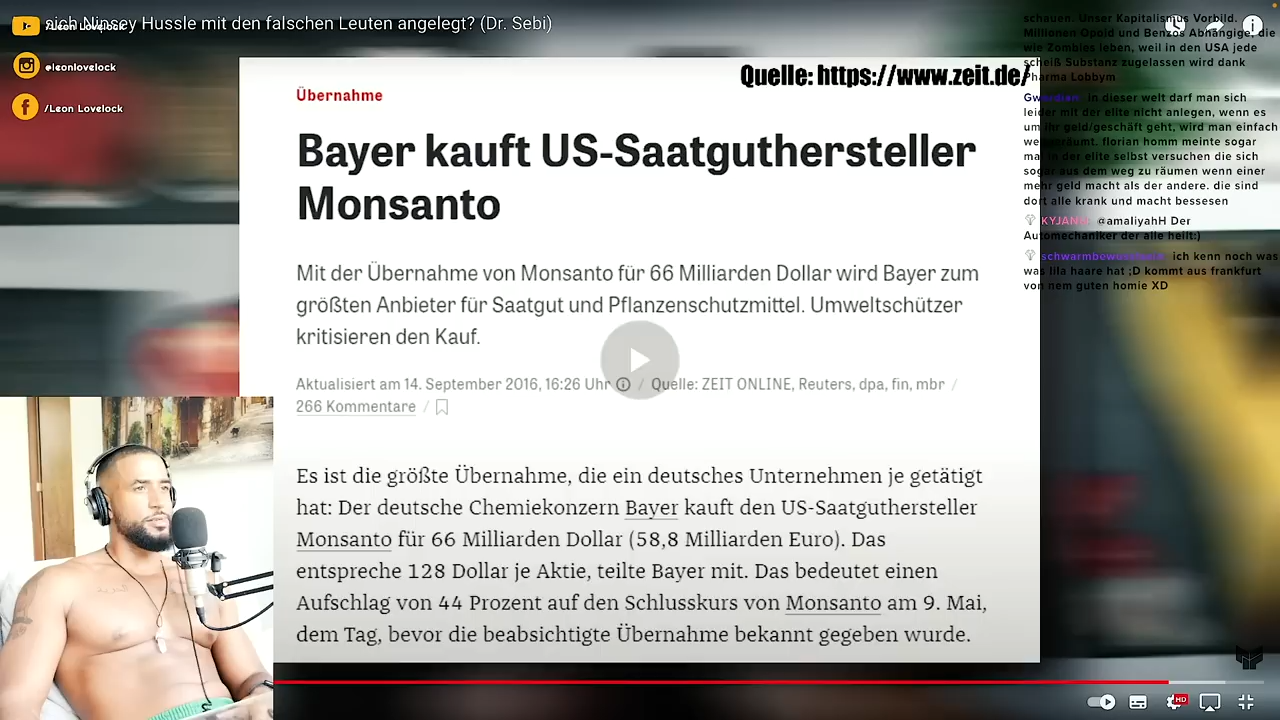 sich Nipsey Hussle mit den falschen Leuten angelegt? (Dr. Sebi)
@leonlovelock
/Leon Lovelock
Quelle: https://www.zeit.de/
Übernahme
Bayer kauft US-Saatguthersteller
Monsanto
Mit der Übernahme von Monsanto für 66 Milliarden Dollar wird Bayer zum
größten Anbieter für Saatgut und Pflanzenschutzmittel. Umweltschützer
kritisieren den Kauf.
Aktualisiert am 14. September 2016, 16:26 Uhr / Quelle: ZEIT ONLINE, Reuters, dpa, fin, mbr /
266 Kommentare /
Es ist die größte Übernahme, die ein deutsches Unternehmen je getätigt
hat: Der deutsche Chemiekonzern Bayer kauft den US-Saatguthersteller
Monsanto für 66 Milliarden Dollar (58,8 Milliarden Euro). Das
entspreche 128 Dollar je Aktie, teilte Bayer mit. Das bedeutet einen
Aufschlag von 44 Prozent auf den Schlusskurs von Monsanto am 9. Mai,
dem Tag, bevor die beabsichtigte Übernahme bekannt gegeben wurde.
schauen. Unser Kapitalismus Vorbild.
Millionen Opoid und Benzos Abhängige, die
wie Zombies leben, weil in den USA jede
scheiß Substanz zugelassen wird dank
Pharma Lobbym
in dieser welt darf man sich
leider mit der elite nicht anlegen, wenn es
um ihr geld/geschäft geht, wird man einfach
weggeräumt. florian homm meinte sogar
mal in der elite selbst versuchen die sich
sogar aus dem weg zu räumen wenn einer
mehr geld macht als der andere. die sind
dort alle krank und macht bessesen
@amaliyahH Der
Automechaniker der alle heilt:)
ich kenn noch was
was lila haare hat ;D kommt aus frankfurt
von nem guten homie XD
HD